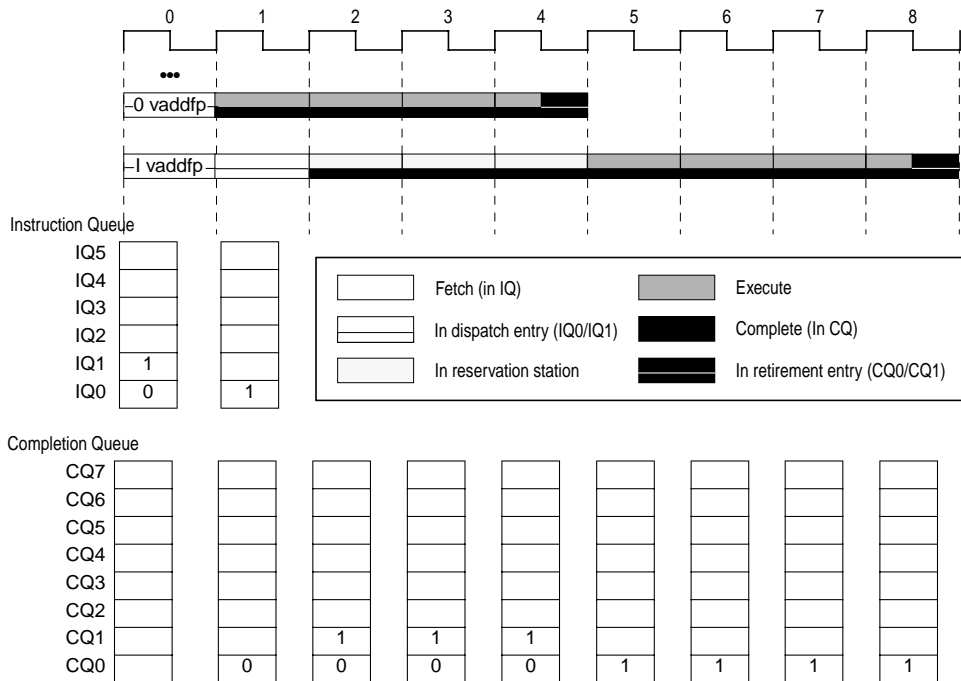 0 1 2 3 4 5 6 7 8
•••
0 vaddfp
I vaddfp
Instruction Queue
IQ5
IQ4
IQ3
IQ2
IQ1 1
IQ0 0 1
Fetch (in IQ) Execute
In dispatch entry (IQ0/IQ1) Complete (In CQ)
In reservation station In retirement entry (CQ0/CQ1)
Completion Queue
CQ7
CQ6
CQ5
CQ4
CQ3
CQ2
CQ1 1 1 1
CQ0 0 0 0 0 1 1 1 1